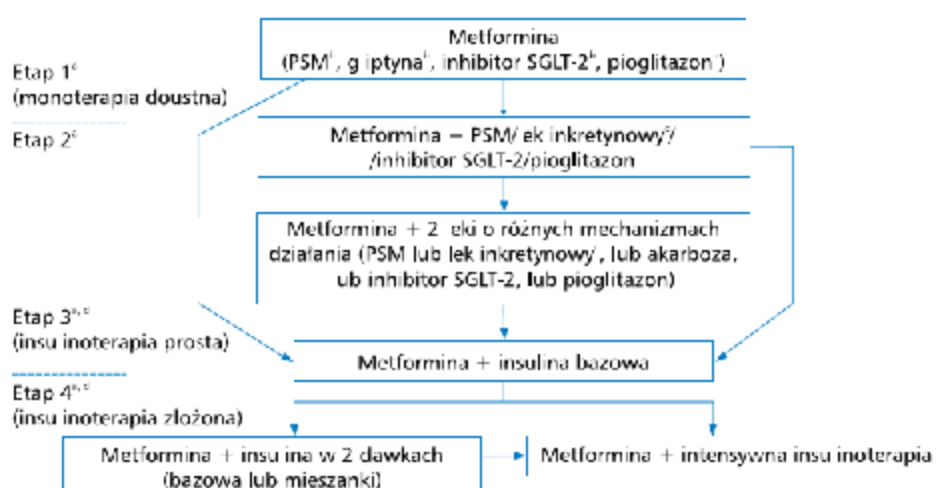 Metformina
(PSM, g iptyna, inhibitor SGLT-2, pioglitazon)
Etap 1
(monoterapia doustna)
Etap 2
Metformina − PSM/ ek inkretynowy/
/inhibitor SGLT-2/pioglitazon
Metformina + 2 eki o różnych mechanizmach
działania (PSM lub lek inkretynowy, lub akarboza,
ub inhibitor SGLT-2, lub pioglitazon)
Etap 3
(insu inoterapia prosta)
Metformina + insulina bazowa
Etap 4
(insu inoterapia złożona)
Metformina + insu ina w 2 dawkach
(bazowa lub mieszanki)
Metformina + intensywna insu inoterapia